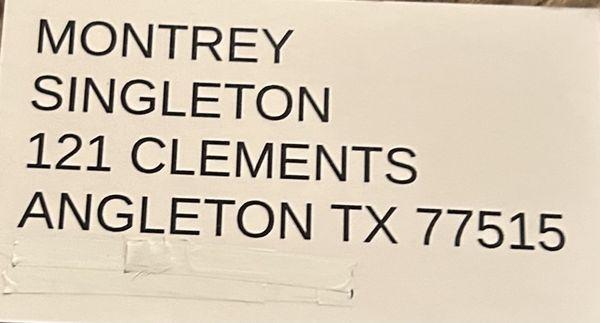 MONTREY
SINGLETON
121 CLEMENTS
ANGLETON TX 77515